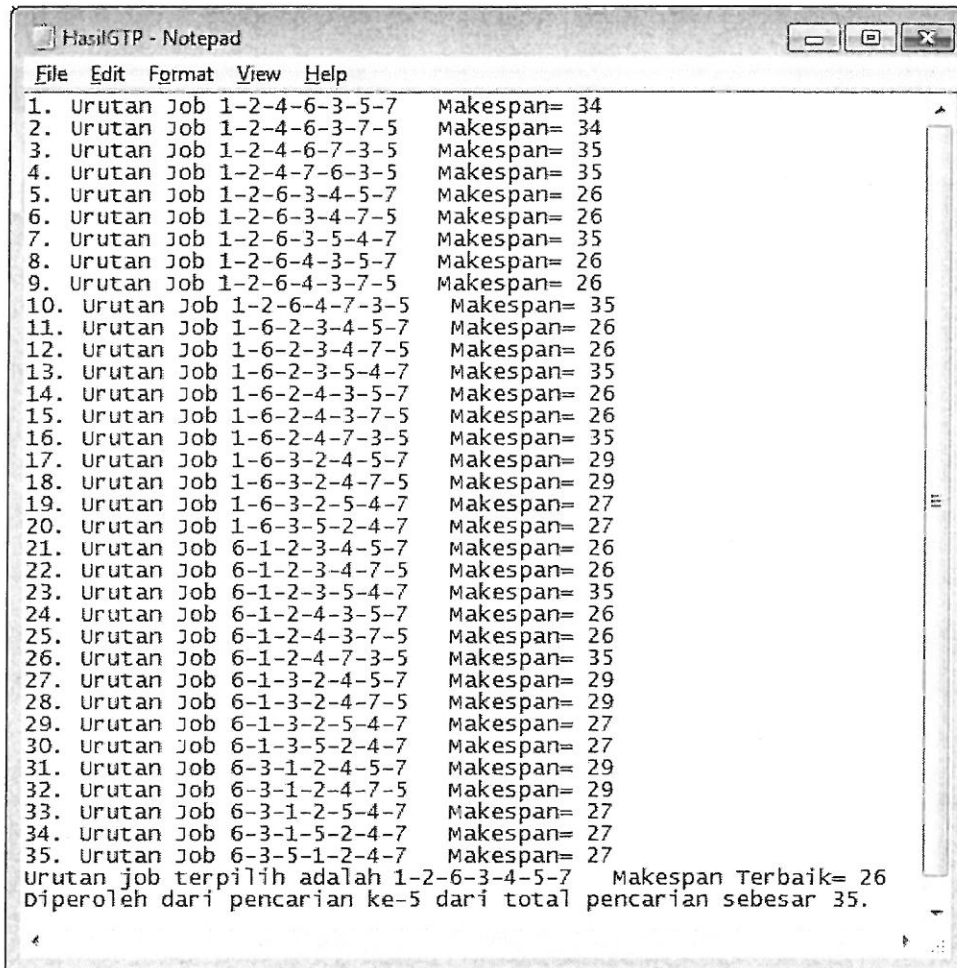 HasilGTP - Notepad
File Edit Format View Help
1. Urutan Job 1-2-4-6-3-5-7 Makespan= 34
2. Urutan Job 1-2-4-6-3-7-5 Makespan= 34
3. Urutan Job 1-2-4-6-7-3-5 Makespan= 35
4. Urutan Job 1-2-4-7-6-3-5 Makespan= 35
5. Urutan Job 1-2-6-3-4-5-7 Makespan= 26
6. Urutan Job 1-2-6-3-4-7-5 Makespan= 26
7. Urutan Job 1-2-6-3-5-4-7 Makespan= 35
8. Urutan Job 1-2-6-4-3-5-7 Makespan= 26
9. Urutan Job 1-2-6-4-3-7-5 Makespan= 26
10. Urutan Job 1-2-6-4-7-3-5 Makespan= 35
11. Urutan Job 1-6-2-3-4-5-7 Makespan= 26
12. Urutan Job 1-6-2-3-4-7-5 Makespan= 26
13. Urutan Job 1-6-2-3-5-4-7 Makespan= 35
14. Urutan Job 1-6-2-4-3-5-7 Makespan= 26
15. Urutan Job 1-6-2-4-3-7-5 Makespan= 26
16. Urutan Job 1-6-2-4-7-3-5 Makespan= 35
17. Urutan Job 1-6-3-2-4-5-7 Makespan= 29
18. Urutan Job 1-6-3-2-4-7-5 Makespan= 29
19. Urutan Job 1-6-3-2-5-4-7 Makespan= 27
20. Urutan Job 1-6-3-5-2-4-7 Makespan= 27
21. Urutan Job 6-1-2-3-4-5-7 Makespan= 26
22. Urutan Job 6-1-2-3-4-7-5 Makespan= 26
23. Urutan Job 6-1-2-3-5-4-7 Makespan= 35
24. Urutan Job 6-1-2-4-3-5-7 Makespan= 26
25. Urutan Job 6-1-2-4-3-7-5 Makespan= 26
26. Urutan Job 6-1-2-4-7-3-5 Makespan= 35
27. Urutan Job 6-1-3-2-4-5-7 Makespan= 29
28. Urutan Job 6-1-3-2-4-7-5 Makespan= 29
29. Urutan Job 6-1-3-2-5-4-7 Makespan= 27
30. Urutan Job 6-1-3-5-2-4-7 Makespan= 27
31. Urutan Job 6-3-1-2-4-5-7 Makespan= 29
32. Urutan Job 6-3-1-2-4-7-5 Makespan= 29
33. Urutan Job 6-3-1-2-5-4-7 Makespan= 27
34. Urutan Job 6-3-1-5-2-4-7 Makespan= 27
35. Urutan Job 6-3-5-1-2-4-7 Makespan= 27
Urutan job terpilih adalah 1-2-6-3-4-5-7 Makespan Terbaik= 26
Diperoleh dari pencarian ke-5 dari total pencarian sebesar 35.